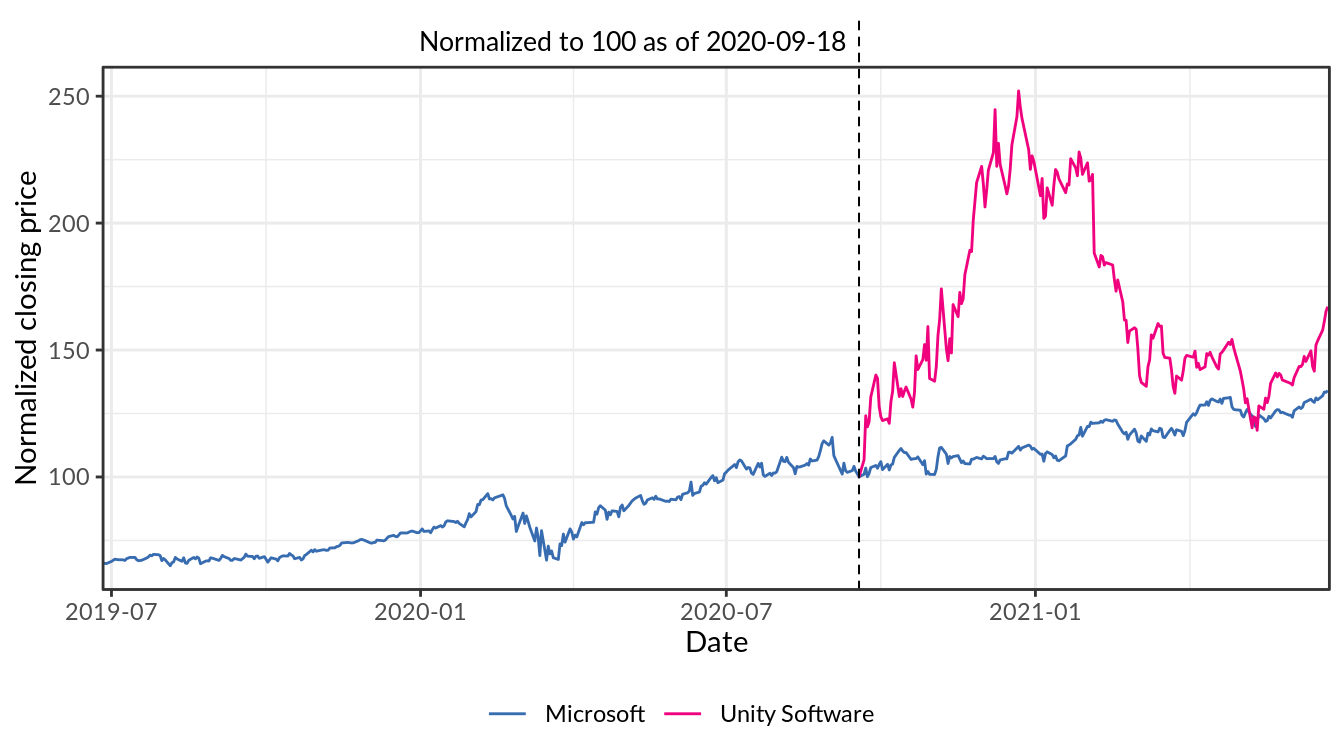 Normalized to 100 as of 2020-09-18
Normalized closing price
250
200
150
100
2019-07
2020-01
2020-07
2021-01
Date
Microsoft
Unity Software